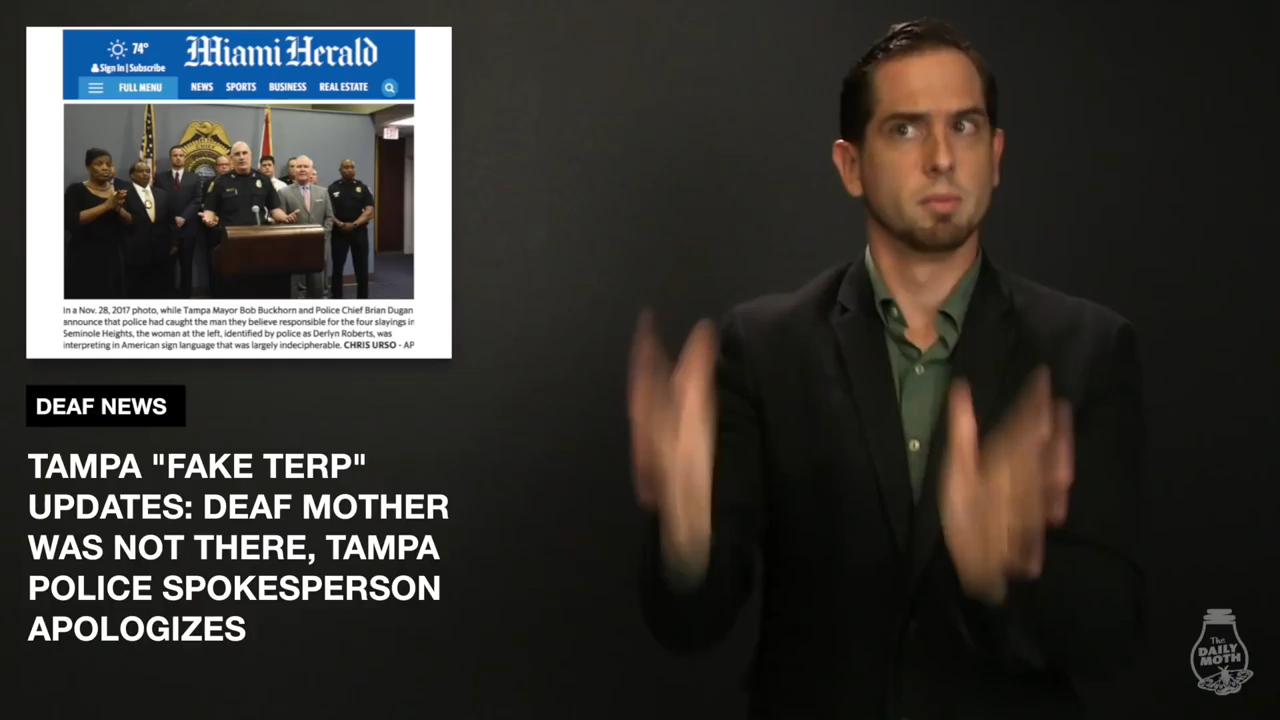 74°
Sign In | Subscribe
Miami Herald
FULL MENU
NEWS SPORTS BUSINESS REAL ESTATE
In a Nov. 28, 2017 photo, while Tampa Mayor Bob Buckhorn and Police Chief Brian Dugan
announce that police had caught the man they believe responsible for the four slayings in
Seminole Heights, the woman at the left, identified by police as Derlyn Roberts, was
interpreting in American sign language that was largely indecipherable. CHRIS URSO - AP
DEAF NEWS
TAMPA "FAKE TERP"
UPDATES: DEAF MOTHER
WAS NOT THERE, TAMPA
POLICE SPOKESPERSON
APOLOGIZES
The
DAILY
MOTH